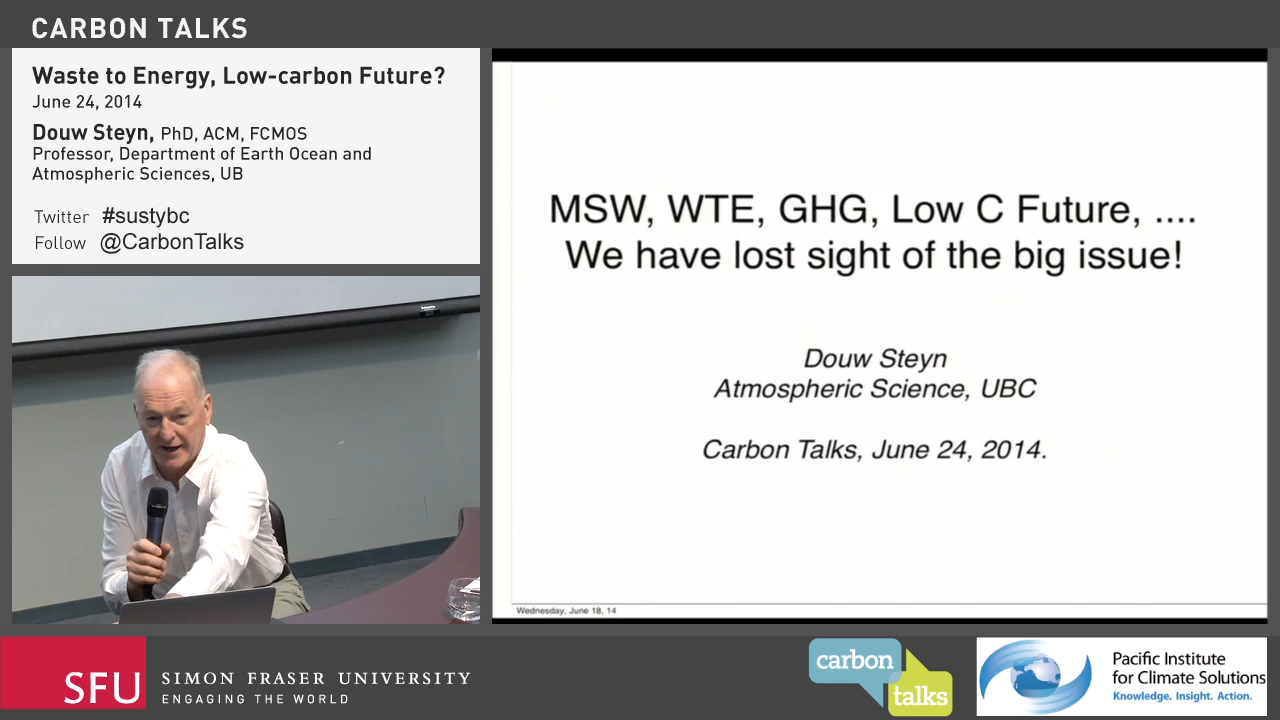 CARBON TALKS
Waste to Energy, Low-carbon Future?
June 24, 2014
Douw Steyn, PhD, ACM, FCMOS
Professor, Department of Earth Ocean and
Atmospheric Sciences, UB
Twitter #sustybc
Follow @CarbonTalks
MSW, WTE, GHG, Low C Future, ....
We have lost sight of the big issue!
Douw Steyn
Atmospheric Science, UBC
Carbon Talks, June 24, 2014.
Wednesday, June 18, 14
SFU
SIMON FRASER UNIVERSITY
ENGAGING THE WORLD
carbon
talks
Pacific Institute
for Climate Solutions
Knowledge. Insight. Action.